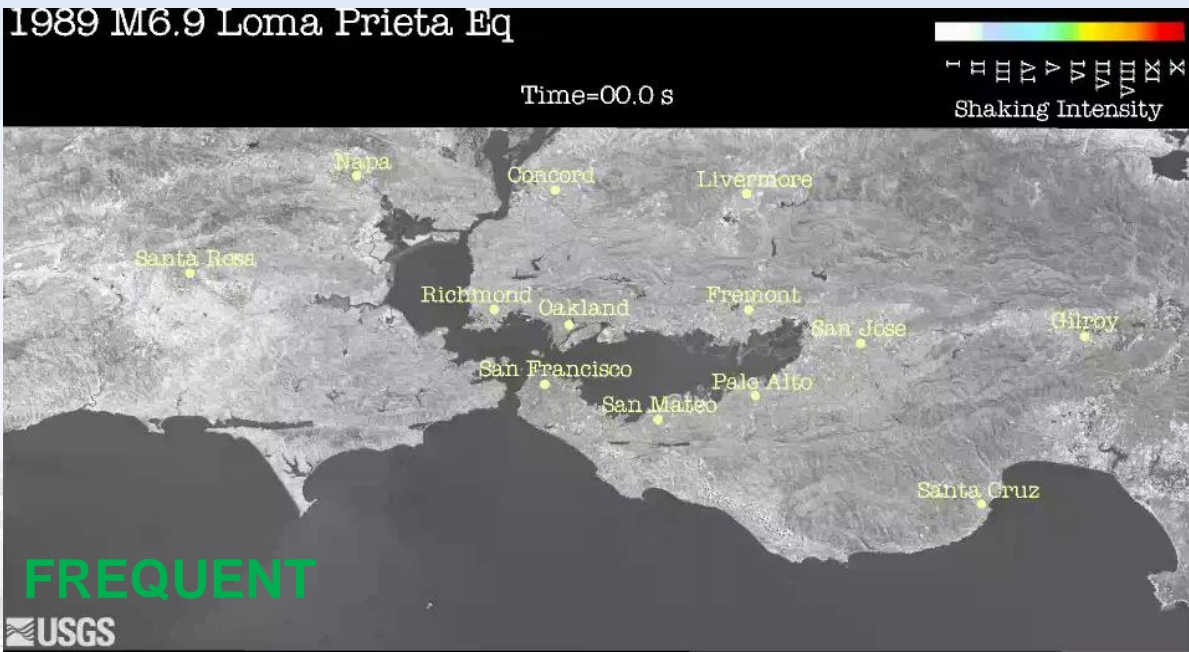 1989 M6.9 Loma Prieta Eq
Time=00.0 s
I II III IV V VI VII VIII IX X
Shaking Intensity
Napa
Concord
Livermore
Santa Rosa
Richmond
Oakland
Fremont
San Jose
Gilroy
San Francisco
Palo Alto
San Mateo
Santa Cruz
FREQUENT
USGS